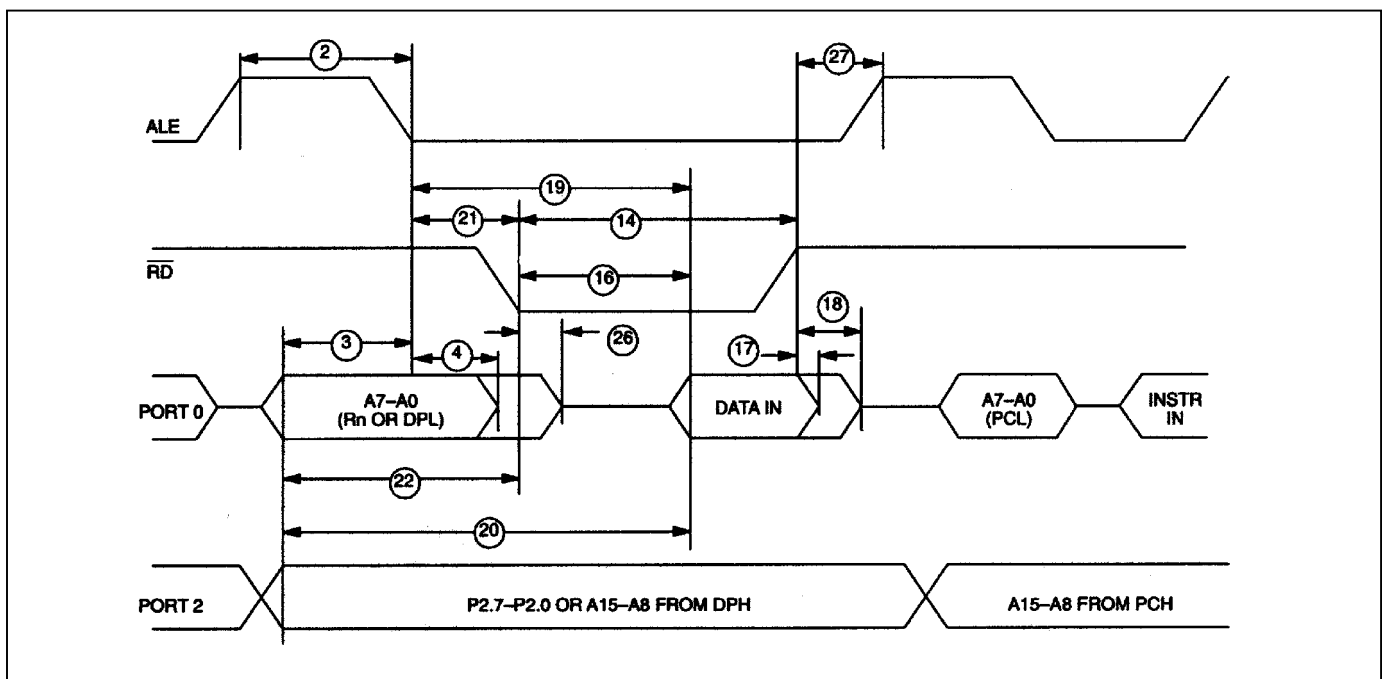 2
27
ALE
19
21
14
RD
16
18
3
4
26
17
PORT 0
A7–A0
(Rn OR DPL)
DATA IN
A7–A0
(PCL)
INSTR
IN
22
20
PORT 2
P2.7–P2.0 OR A15–A8 FROM DPH
A15–A8 FROM PCH